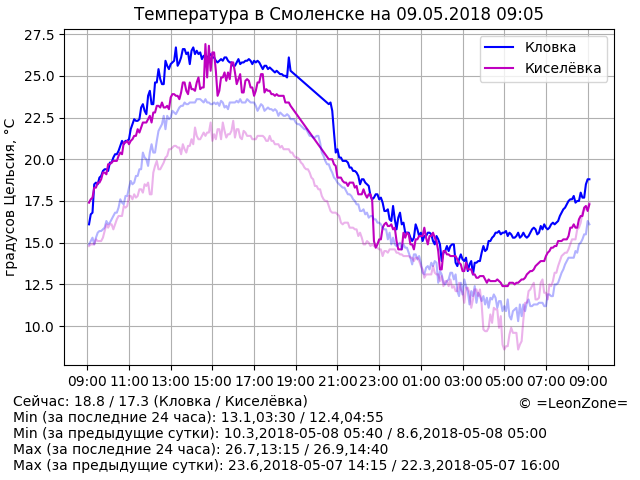 Температура в Смоленске на 09.05.2018 09:05
Кловка
Киселёвка
градусов Цельсия, °C
27.5
25.0
22.5
20.0
17.5
15.0
12.5
10.0
09:00 11:00 13:00 15:00 17:00 19:00 21:00 23:00 01:00 03:00 05:00 07:00 09:00
Сейчас: 18.8 / 17.3 (Кловка / Киселёвка)
© =LeonZone=
Min (за последние 24 часа): 13.1,03:30 / 12.4,04:55
Min (за предыдущие сутки): 10.3,2018-05-08 05:40 / 8.6,2018-05-08 05:00
Max (за последние 24 часа): 26.7,13:15 / 26.9,14:40
Max (за предыдущие сутки): 23.6,2018-05-07 14:15 / 22.3,2018-05-07 16:00